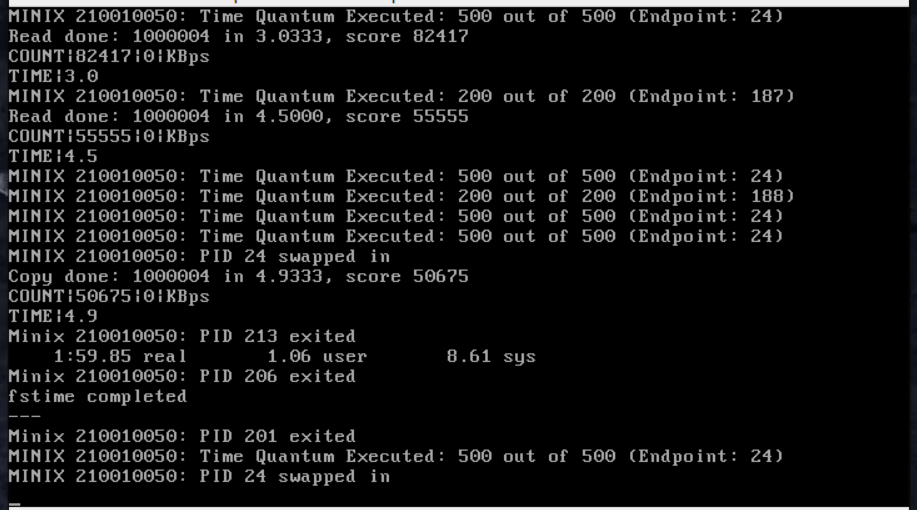 MINIX 210010050: Time Quantum Executed: 500 out of 500 (Endpoint: 24)
Read done: 1000004 in 3.0333, score 82417
COUNT|82417|0|KBps
TIME|3.0
MINIX 210010050: Time Quantum Executed: 200 out of 200 (Endpoint: 187)
Read done: 1000004 in 4.5000, score 55555
COUNT|55555|0|KBps
TIME|4.5
MINIX 210010050: Time Quantum Executed: 500 out of 500 (Endpoint: 24)
MINIX 210010050: Time Quantum Executed: 200 out of 200 (Endpoint: 188)
MINIX 210010050: Time Quantum Executed: 500 out of 500 (Endpoint: 24)
MINIX 210010050: Time Quantum Executed: 500 out of 500 (Endpoint: 24)
MINIX 210010050: PID 24 swapped in
Copy done: 1000004 in 4.9333, score 50675
COUNT|50675|0|KBps
TIME|4.9
Minix 210010050: PID 213 exited
1:59.85 real 1.06 user 8.61 sys
Minix 210010050: PID 206 exited
fstime completed
---
Minix 210010050: PID 201 exited
MINIX 210010050: Time Quantum Executed: 500 out of 500 (Endpoint: 24)
MINIX 210010050: PID 24 swapped in